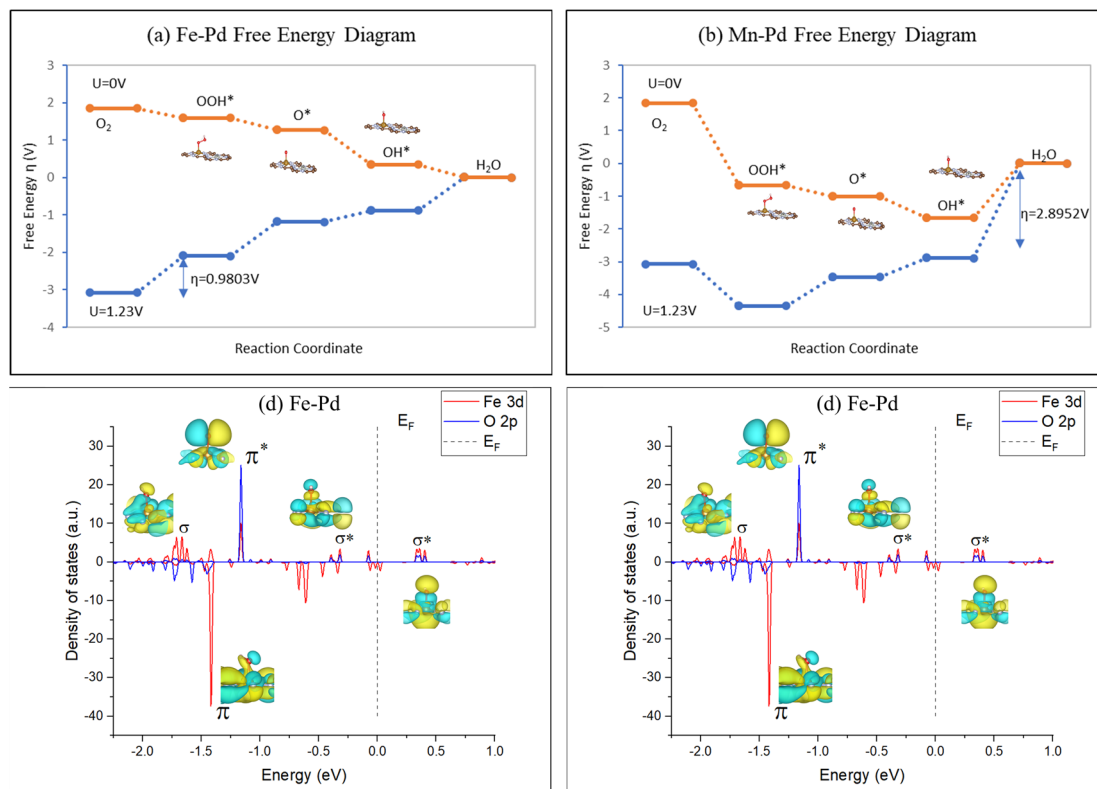 (a) Fe-Pd Free Energy Diagram
Free Energy η (V)
3
2
1
0
-1
-2
-3
-4
U=0V
O2
OOH*
O*
OH*
H2O
η=0.9803V
U=1.23V
Reaction Coordinate
(b) Mn-Pd Free Energy Diagram
Free Energy η (V)
3
2
1
0
-1
-2
-3
-4
-5
U=0V
O2
OOH*
O*
OH*
H2O
η=2.8952V
U=1.23V
Reaction Coordinate
(d) Fe-Pd
Fe 3d
O 2p
EF
EF
Density of states (a.u.)
30
20
10
0
-10
-20
-30
-40
π*
σ
σ*
σ*
π
-2.0 -1.5 -1.0 -0.5 0.0 0.5 1.0
Energy (eV)
(d) Fe-Pd
Fe 3d
O 2p
EF
EF
Density of states (a.u.)
30
20
10
0
-10
-20
-30
-40
π*
σ
σ*
σ*
π
-2.0 -1.5 -1.0 -0.5 0.0 0.5 1.0
Energy (eV)